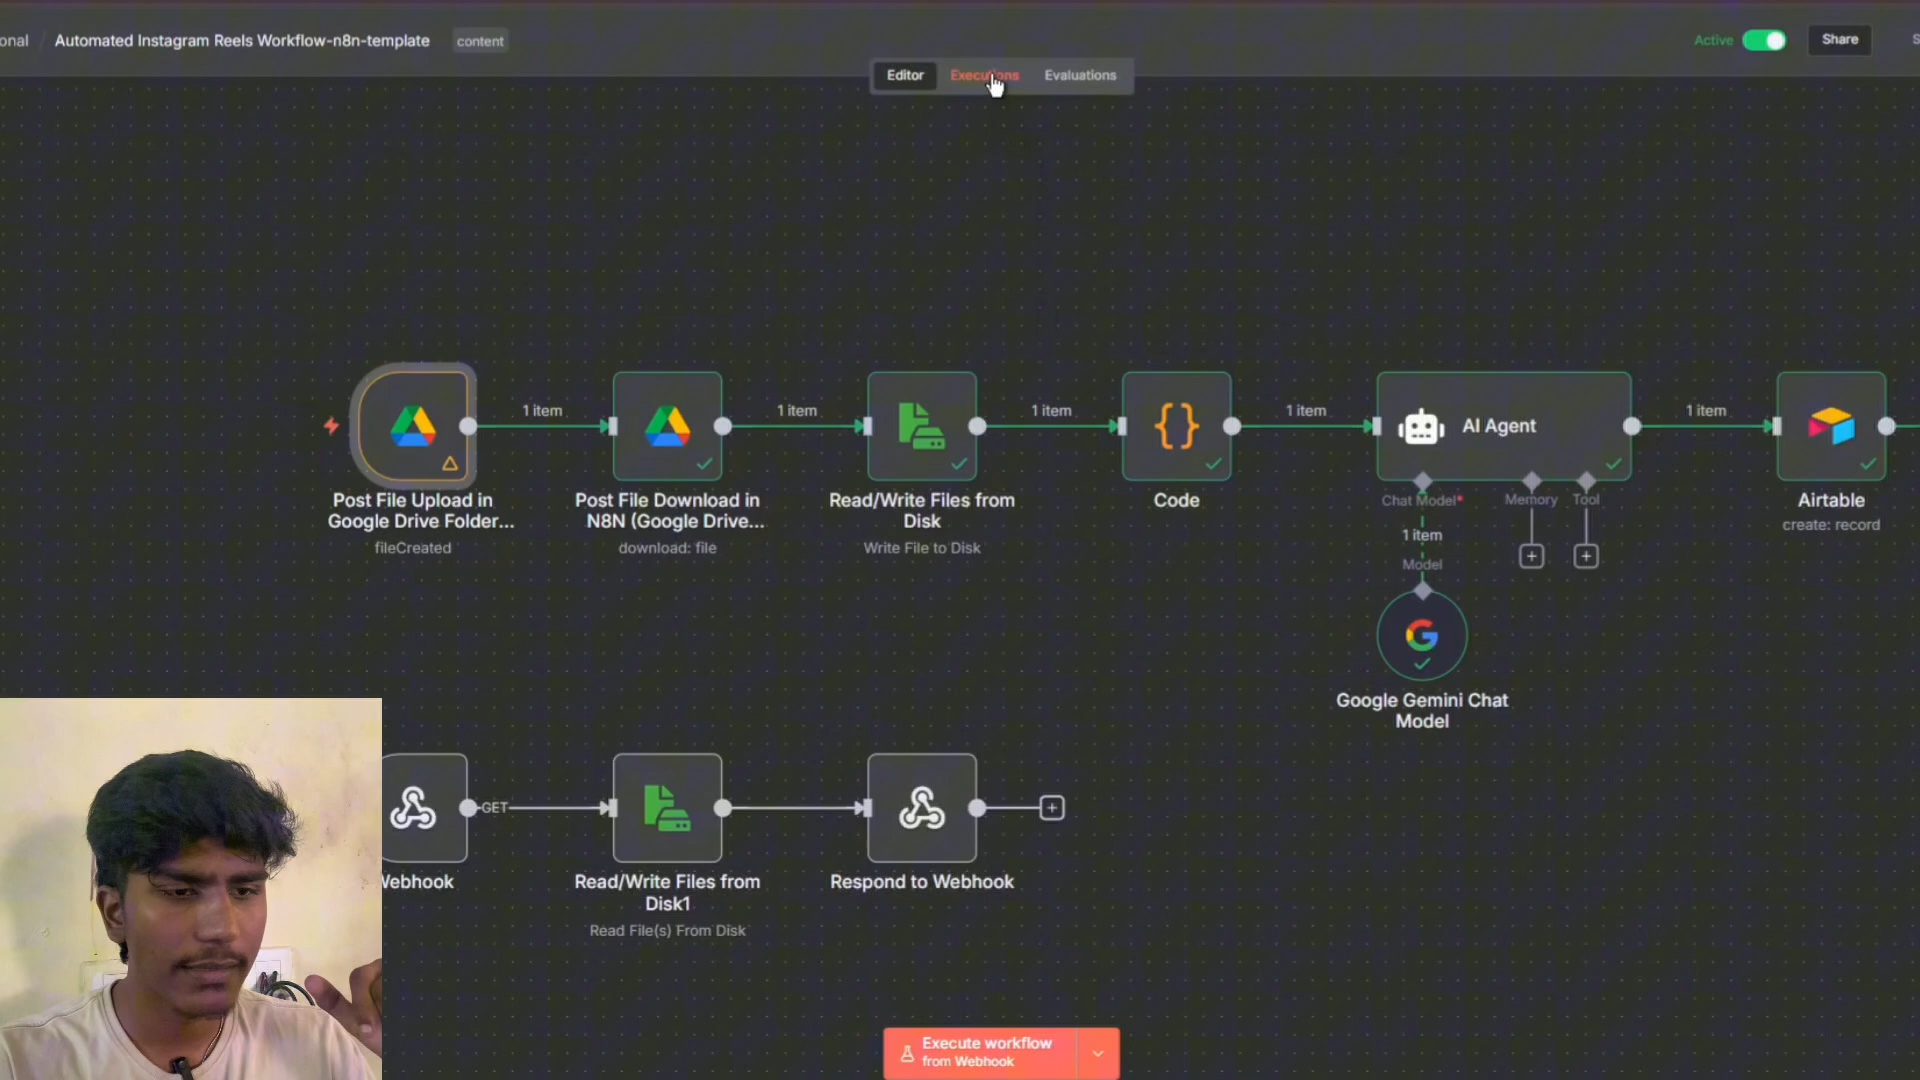 onal / Automated Instagram Reels Workflow-n8n-template content
Active
Share
S
Editor
Executions
Evaluations
1 item
1 item
1 item
1 item
1 item
AI Agent
Post File Upload in
Google Drive Folder...
fileCreated
Post File Download in
N8N (Google Drive...
download: file
Read/Write Files from
Disk
Write File to Disk
Code
Chat Model*
Memory
Tool
1 item
Model
Google Gemini Chat
Model
Airtable
create: record
GET
Webhook
Read/Write Files from
Disk1
Read File(s) From Disk
Respond to Webhook
Execute workflow
from Webhook